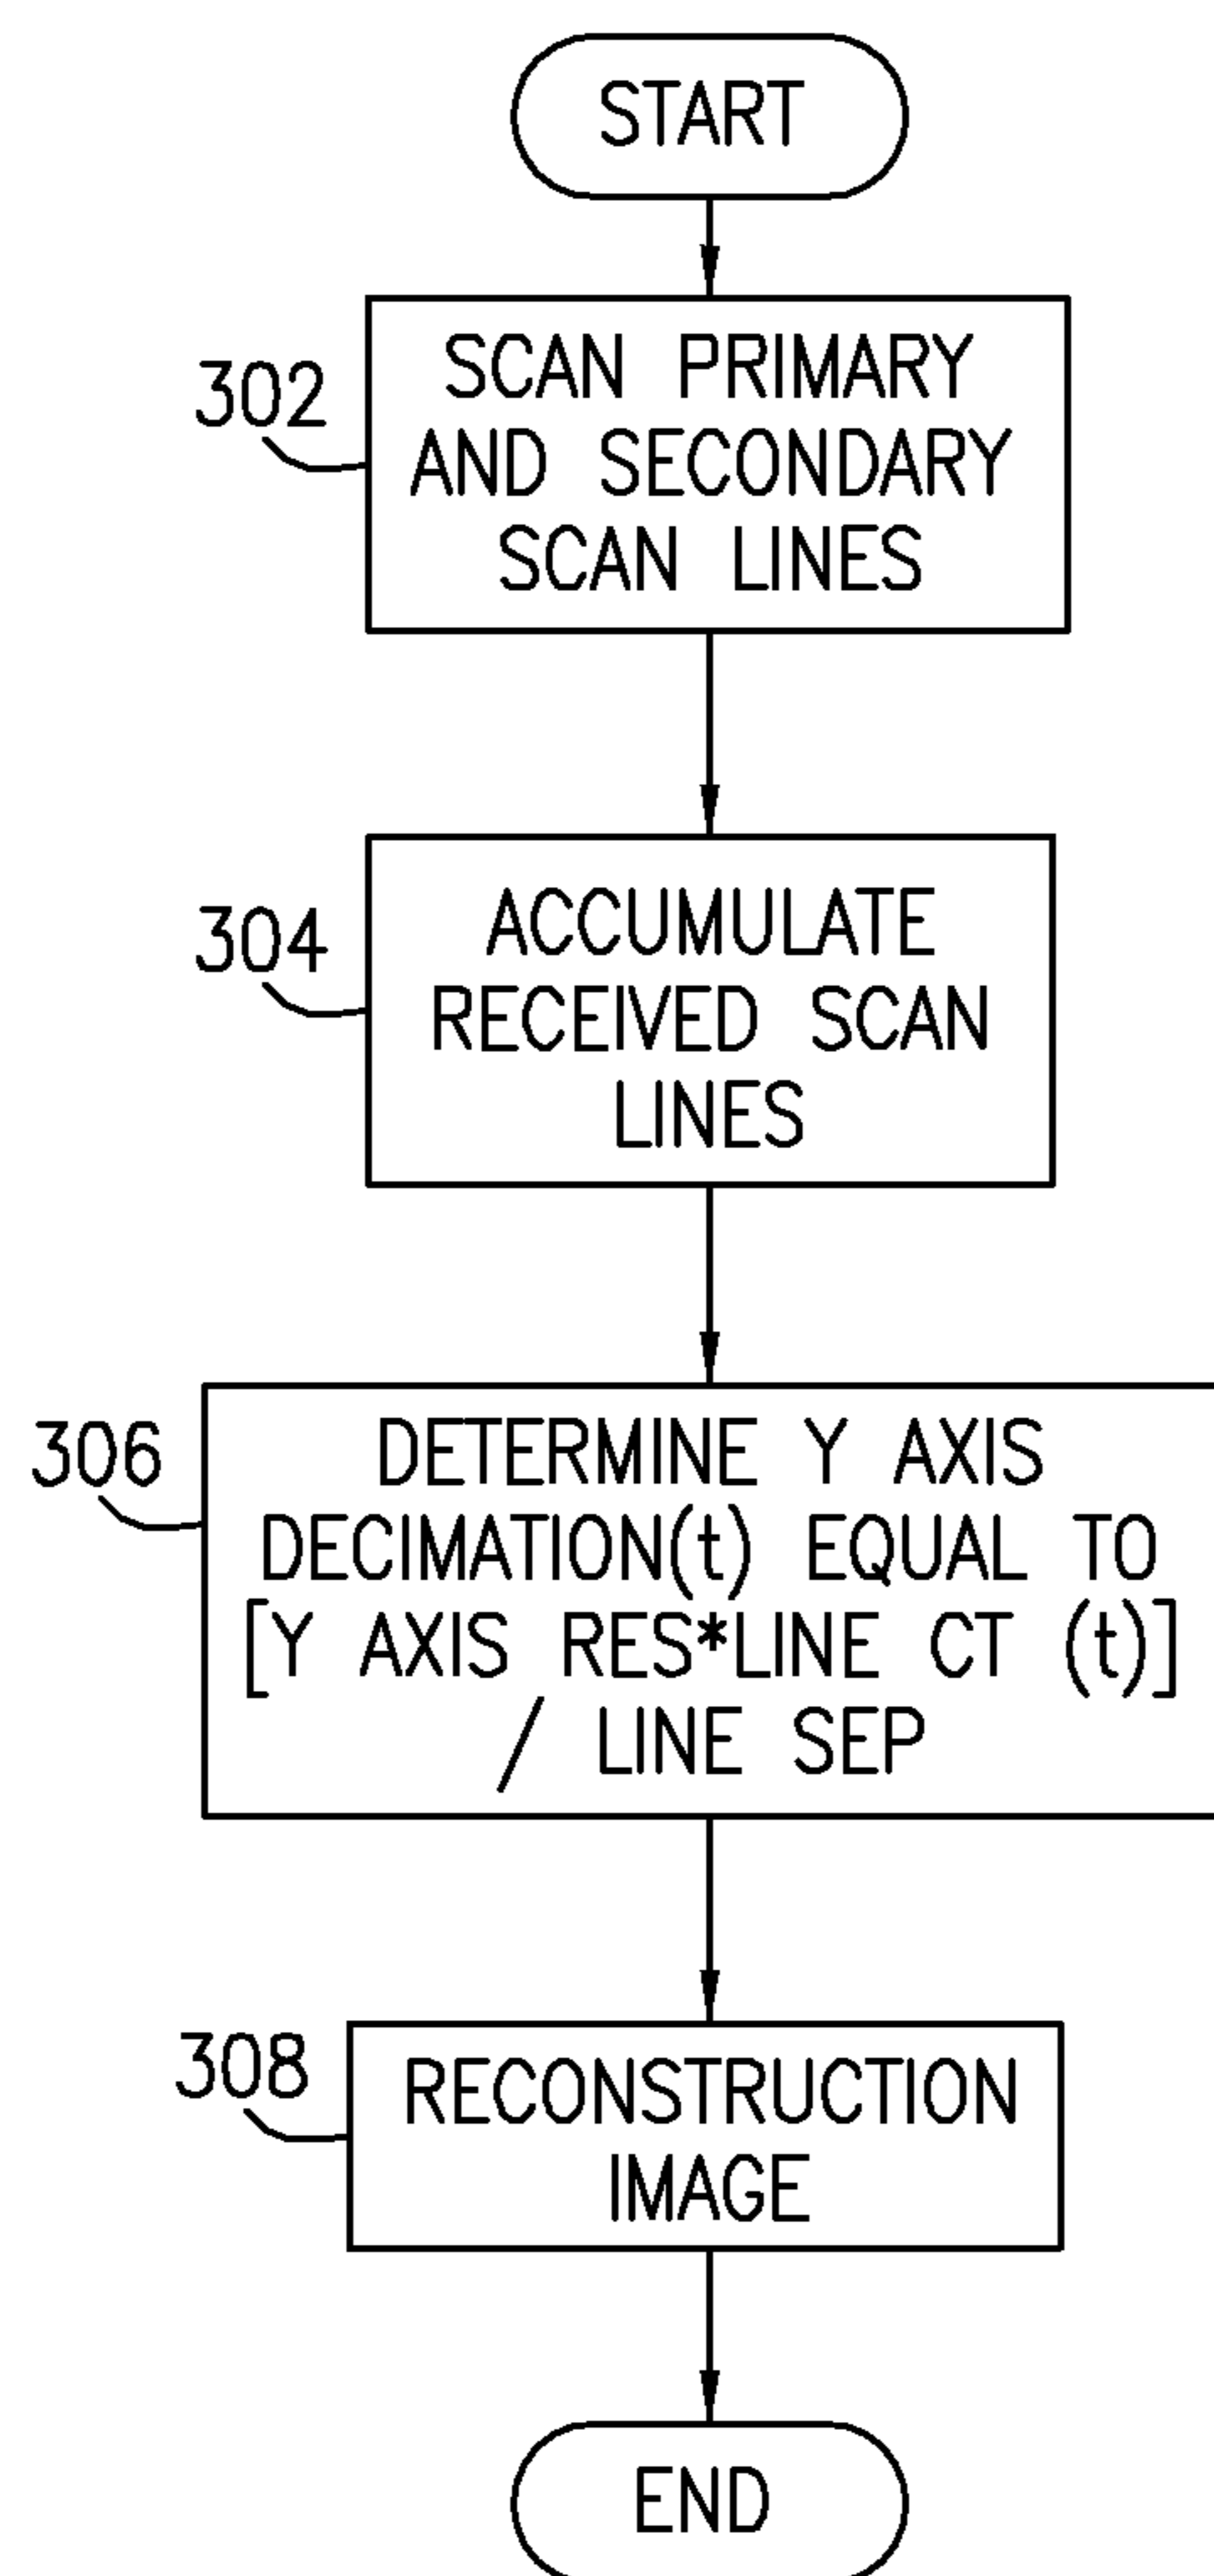 START
302
SCAN PRIMARY
AND SECONDARY
SCAN LINES
304
ACCUMULATE
RECEIVED SCAN
LINES
306
DETERMINE Y AXIS
DECIMATION(t) EQUAL TO
[Y AXIS RES*LINE CT (t)]
/ LINE SEP
308
RECONSTRUCTION
IMAGE
END